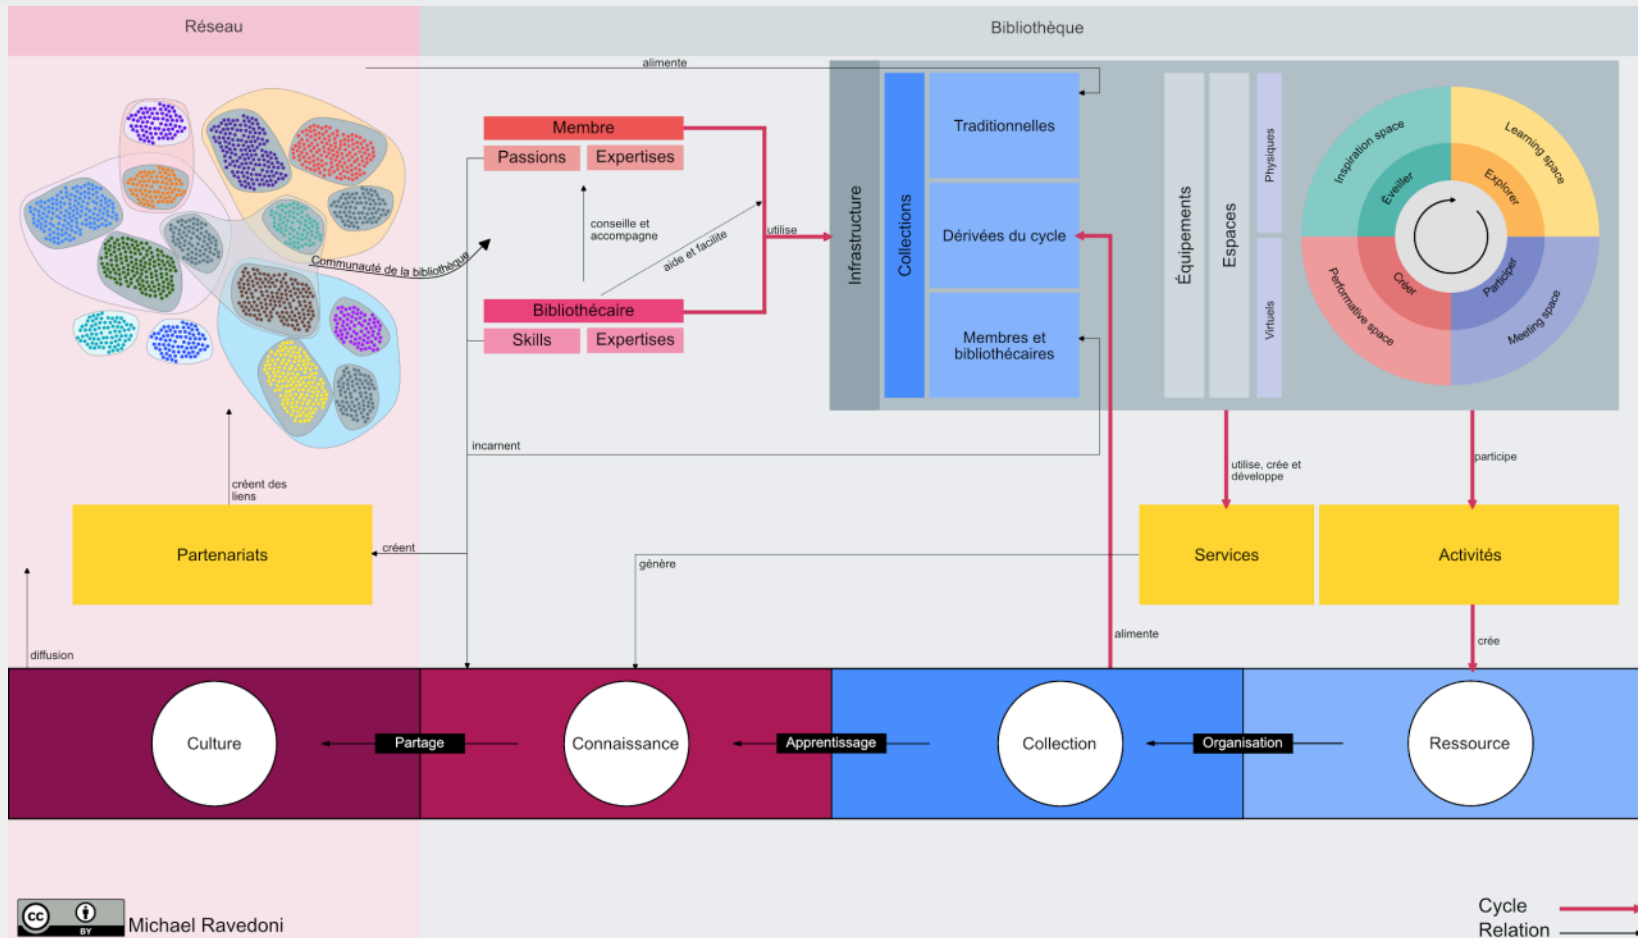 Réseau
Bibliothèque
alimente
Membre
Passions
Expertises
conseille et
accompagne
aide et facilite
utilise
Communauté de la bibliothèque
Bibliothécaire
Skills
Expertises
Infrastructure
Collections
Traditionnelles
Dérivées du cycle
Membres et
bibliothécaires
Équipements
Espaces
Physiques
Virtuels
Inspiration space
Learning space
Éveiller
Explorer
Créer
Participer
Performative space
Meeting space
incarnent
créent des
liens
utilise, crée et
développe
participe
Partenariats
créent
génère
Services
Activités
diffusion
alimente
crée
Culture
Partage
Connaissance
Apprentissage
Collection
Organisation
Ressource
cc
BY
Michael Ravedoni
Cycle
Relation